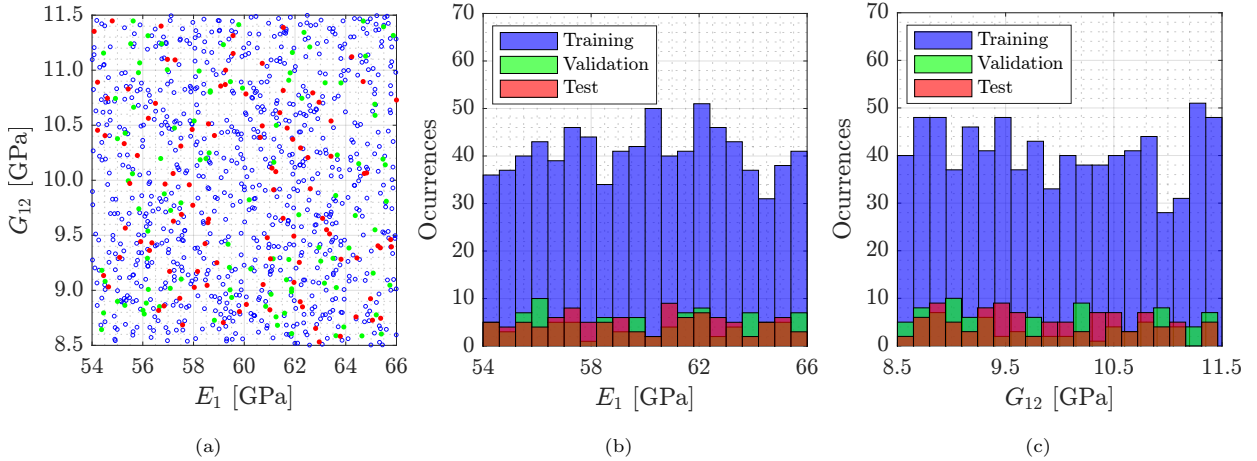 11.5
11.0
10.5
10.0
9.5
9.0
8.5
G12 [GPa]
54 56 58 60 62 64 66
E1 [GPa]
(a)
70
60
50
40
30
20
10
0
Ocurrences
Training
Validation
Test
54 58 62 66
E1 [GPa]
(b)
70
60
50
40
30
20
10
0
Ocurrences
Training
Validation
Test
8.5 9.5 10.5 11.5
G12 [GPa]
(c)